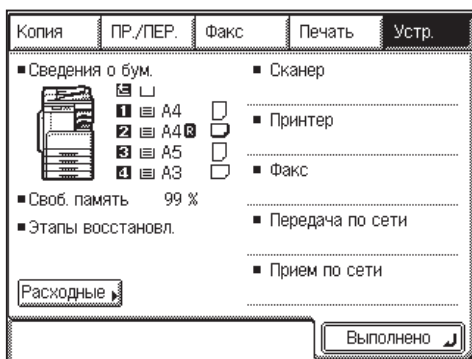 Копия ПР./ПЕР. Факс Печать Устр.
■Сведения о бум.
1 A4
2 A4R
3 A5
4 A3
■Своб. память 99 %
■Этапы восстановл.
Расходные
■ Сканер
■ Принтер
■ Факс
■ Передача по сети
■ Прием по сети
Выполнено